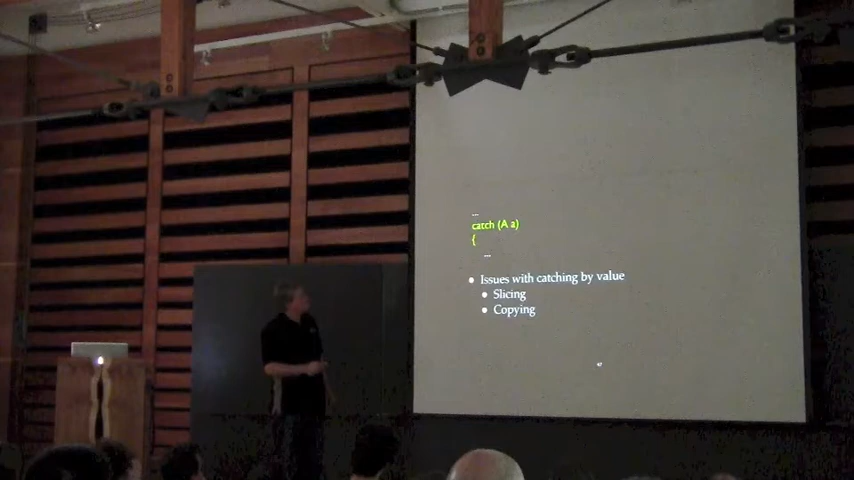 ...
catch (A a)
{
...
• Issues with catching by value
• Slicing
• Copying